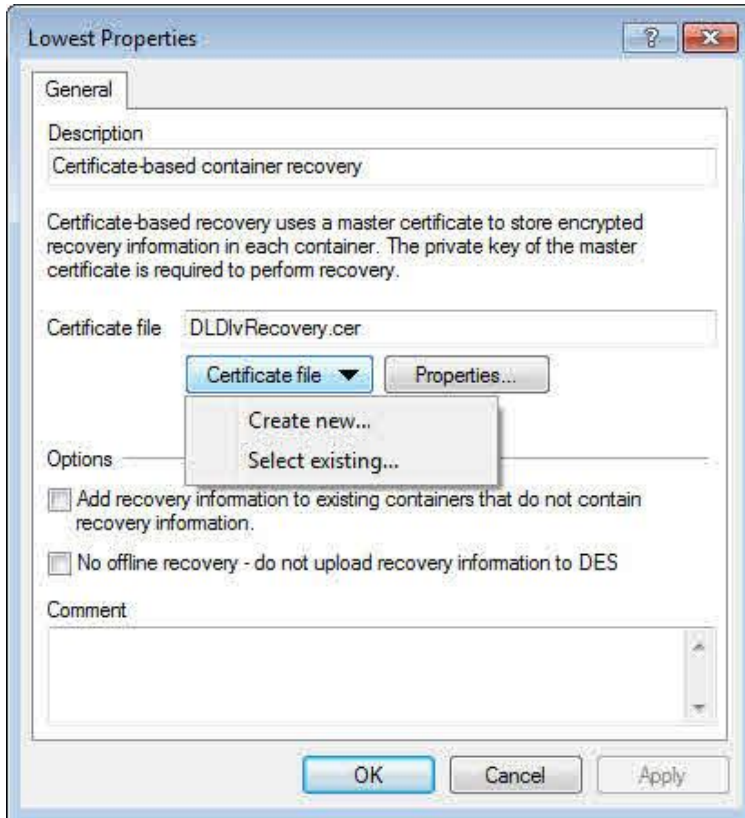 Lowest Properties
General
Description
Certificate-based container recovery
Certificate-based recovery uses a master certificate to store encrypted
recovery information in each container. The private key of the master
certificate is required to perform recovery.
Certificate file DLDlvRecovery.cer
Certificate file Properties...
Create new...
Select existing...
Options
Add recovery information to existing containers that do not contain
recovery information.
No offline recovery - do not upload recovery information to DES
Comment
OK Cancel Apply